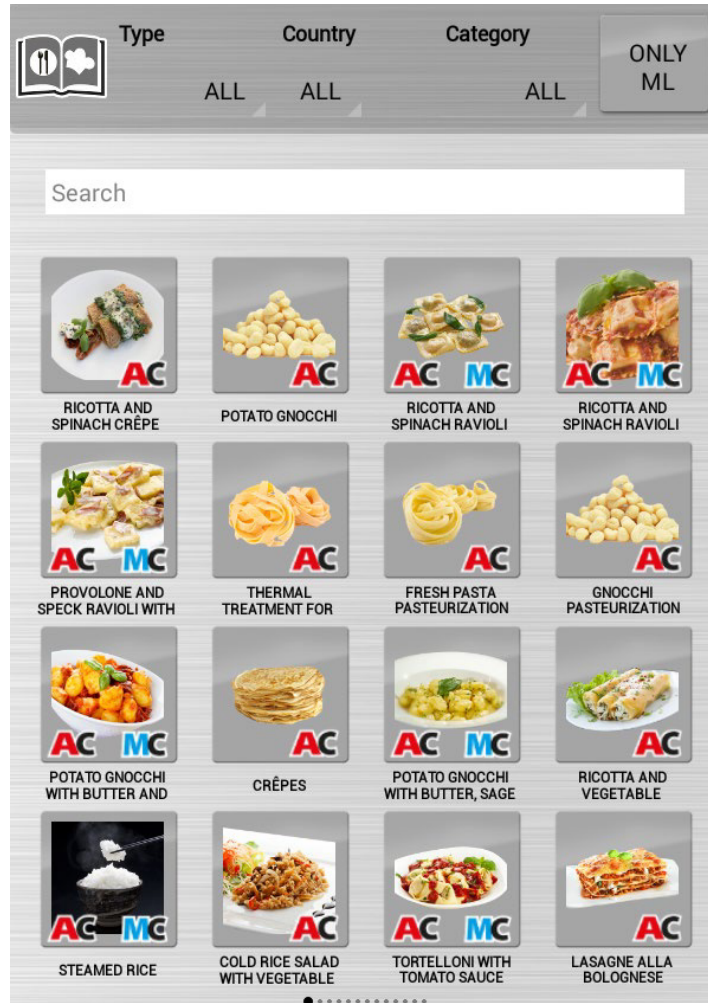 Type
Country
Category
ONLY
ML
ALL
ALL
ALL
Search
AC
AC
AC MC
AC MC
RICOTTA AND
SPINACH CRÊPE
POTATO GNOCCHI
RICOTTA AND
SPINACH RAVIOLI
RICOTTA AND
SPINACH RAVIOLI
AC MC
AC
AC
AC
PROVOLONE AND
SPECK RAVIOLI WITH
THERMAL
TREATMENT FOR
FRESH PASTA
PASTEURIZATION
GNOCCHI
PASTEURIZATION
AC MC
AC
AC MC
AC
POTATO GNOCCHI
WITH BUTTER AND
CRÊPES
POTATO GNOCCHI
WITH BUTTER, SAGE
RICOTTA AND
VEGETABLE
AC MC
AC
AC MC
AC
STEAMED RICE
COLD RICE SALAD
WITH VEGETABLE
TORTELLONI WITH
TOMATO SAUCE
LASAGNE ALLA
BOLOGNESE